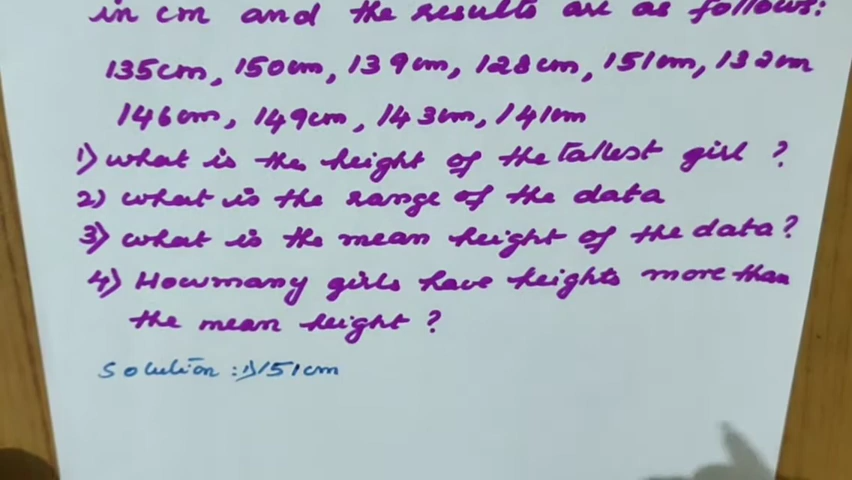 in cm and the results are as follows:
135cm, 150cm, 139cm, 128cm, 151cm, 132cm
146cm, 149cm, 143cm, 141cm
1) what is the height of the tallest girl ?
2) what is the range of the data
3) what is the mean height of the data?
4) Howmany girls have heights more than
the mean height ?
Solution : 1) 151cm